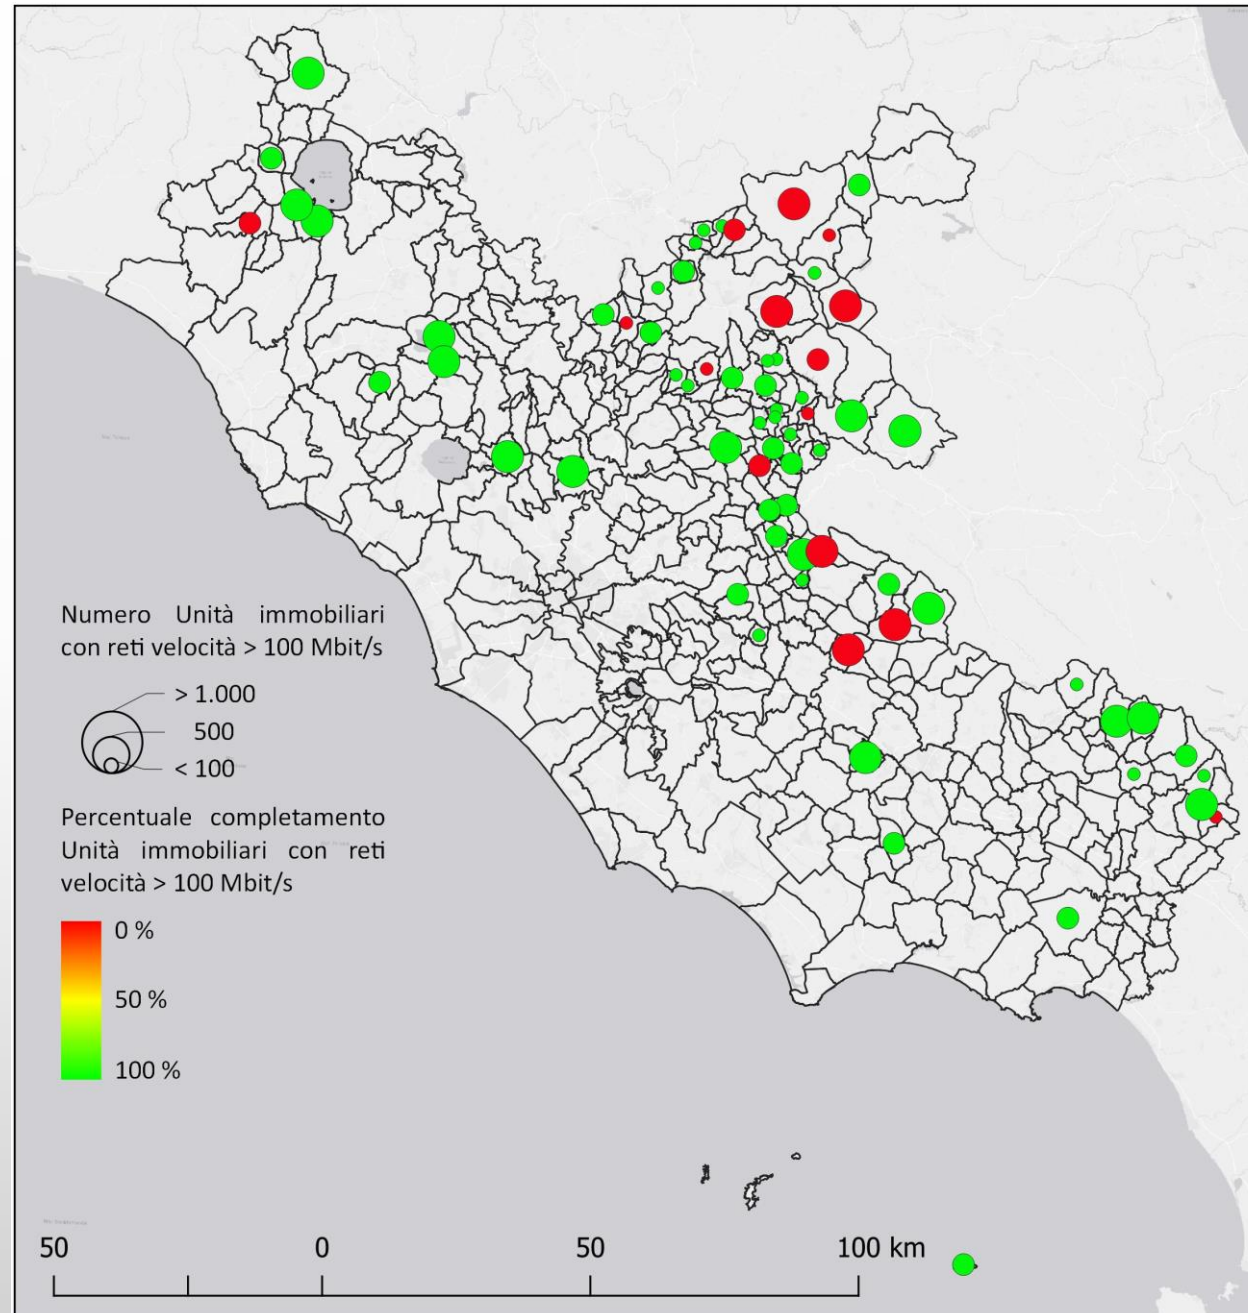 Numero Unità immobiliari
con reti velocità > 100 Mbit/s
> 1.000
500
< 100
Percentuale completamento
Unità immobiliari con reti
velocità > 100 Mbit/s
0 %
50 %
100 %
50 0 50 100 km